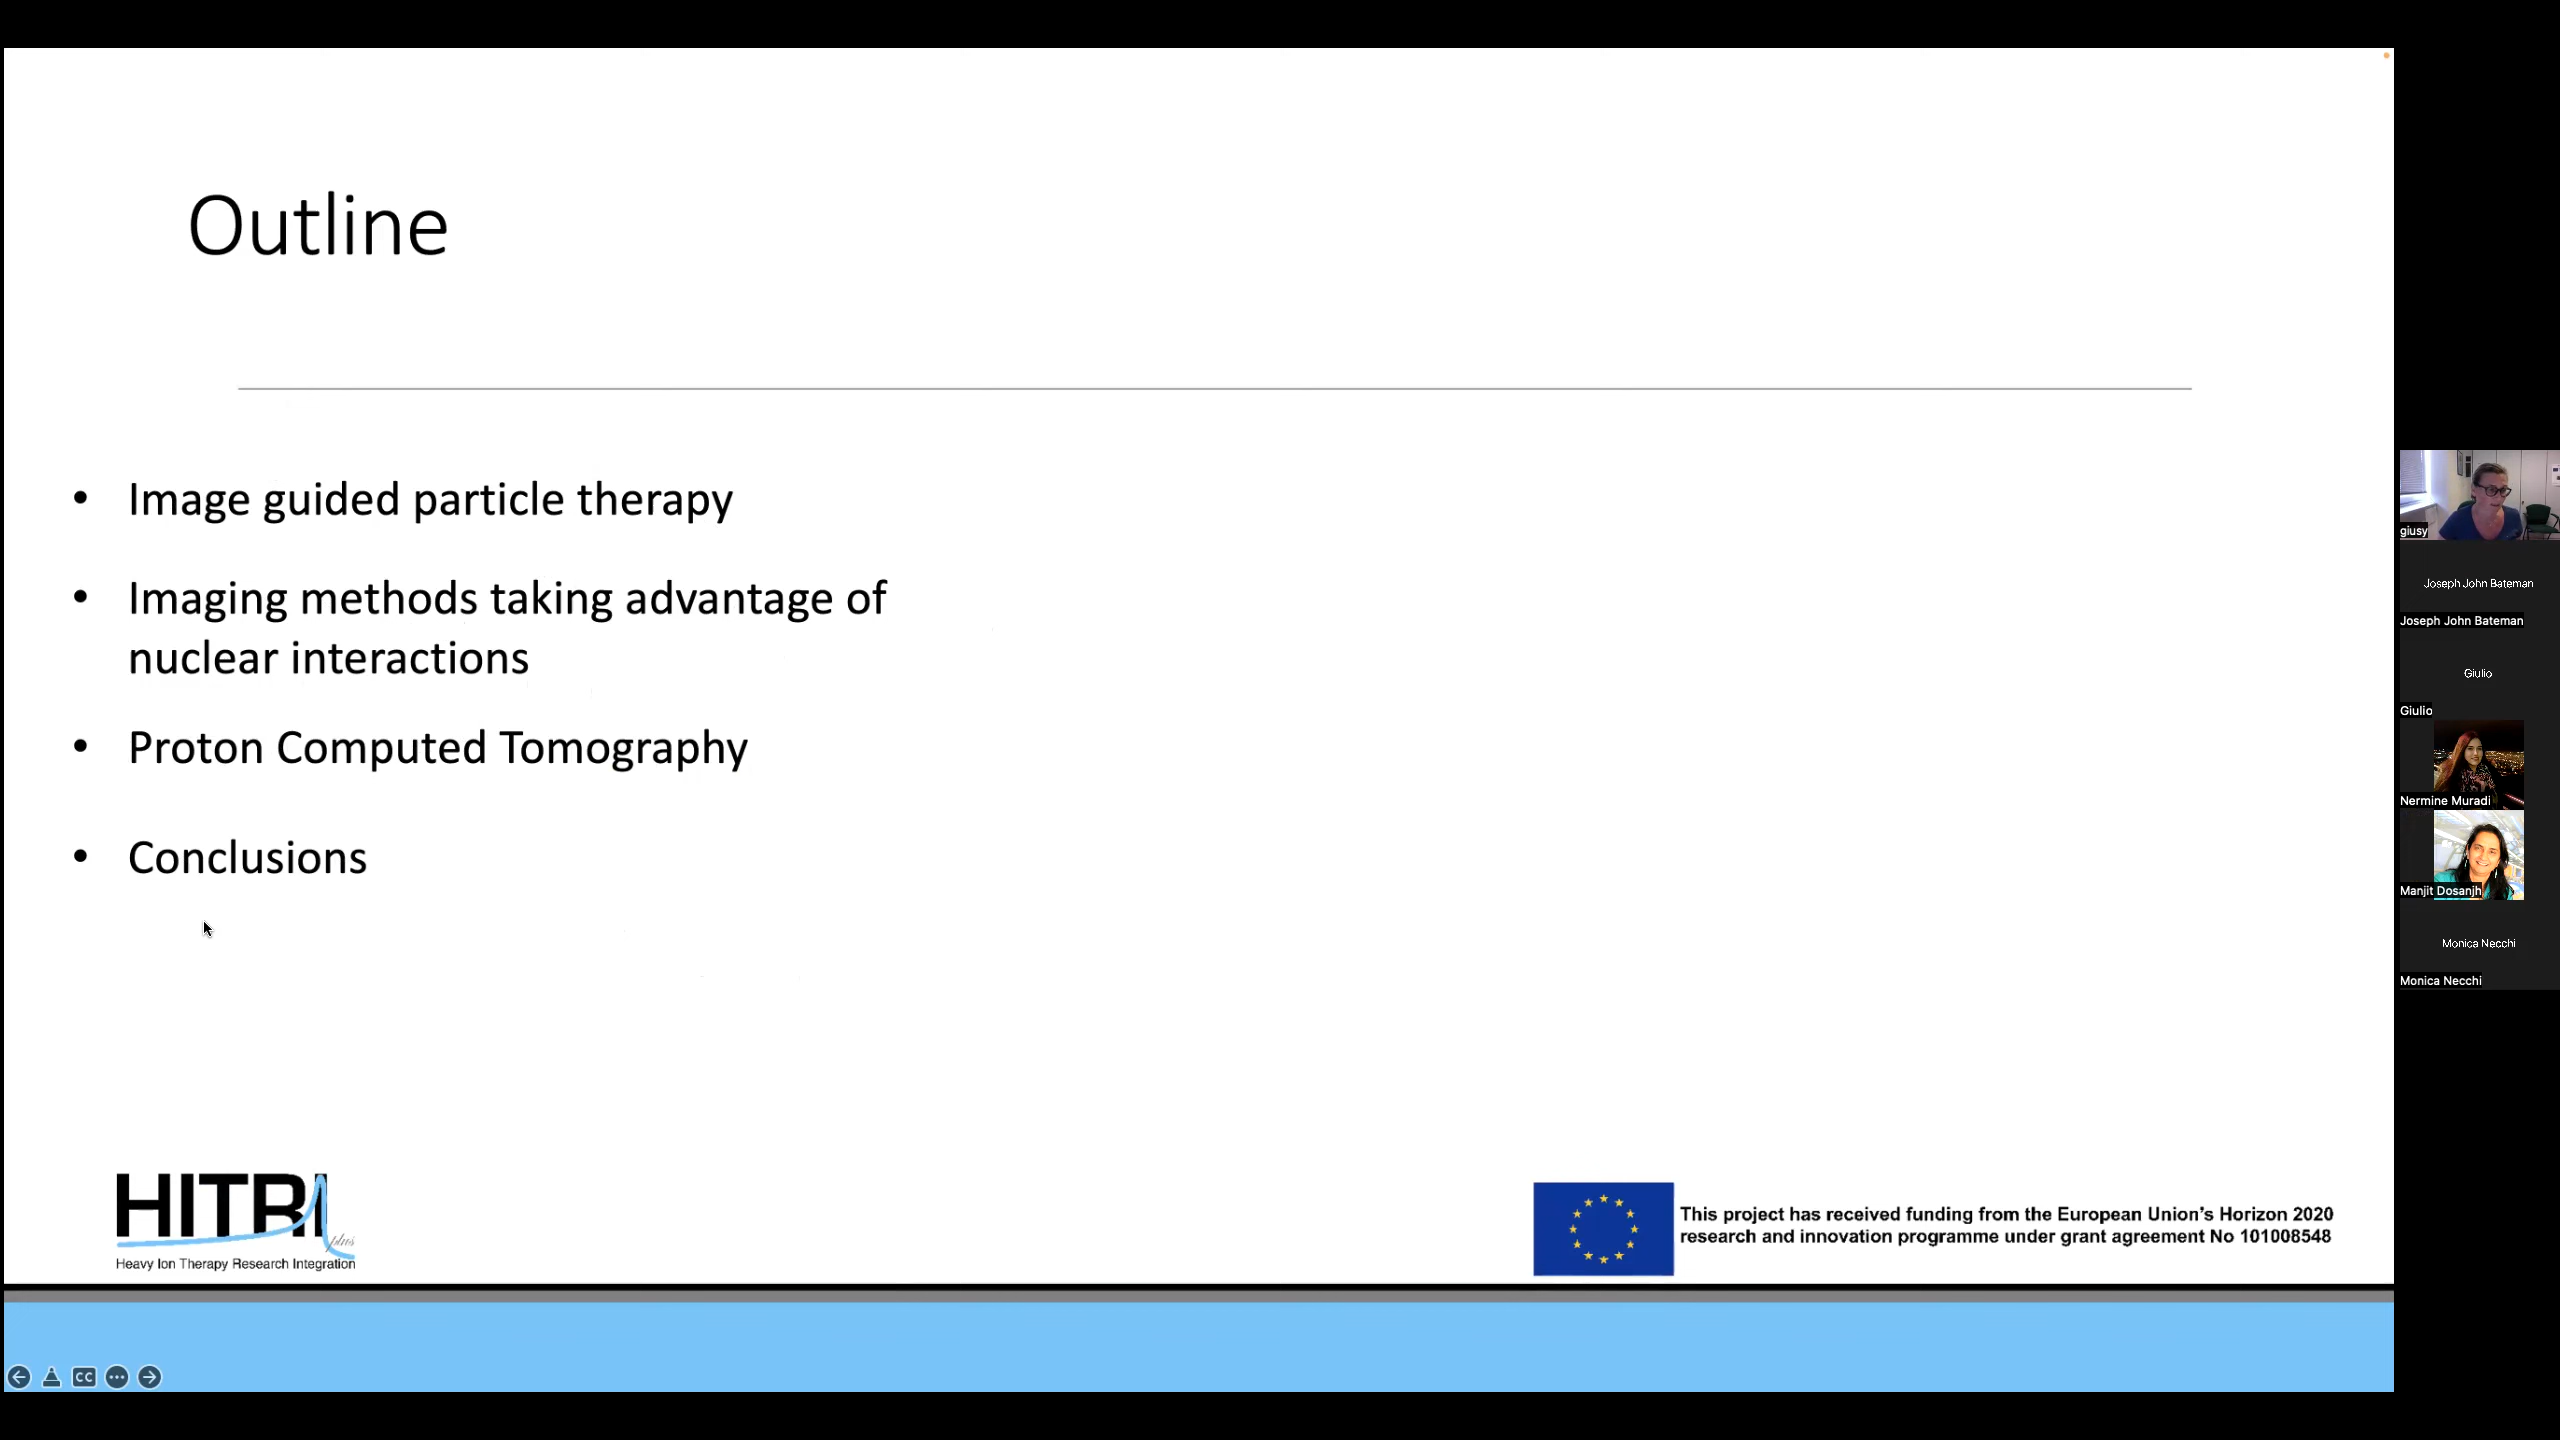 Outline
• Image guided particle therapy
• Imaging methods taking advantage of
nuclear interactions
• Proton Computed Tomography
• Conclusions
HITRI
plus
Heavy Ion Therapy Research Integration
This project has received funding from the European Union’s Horizon 2020
research and innovation programme under grant agreement No 101008548
CC
giusy
Joseph John Bateman
Joseph John Bateman
Giulio
Giulio
Nermine Muradi
Manjit Dosanjh
Monica Necchi
Monica Necchi